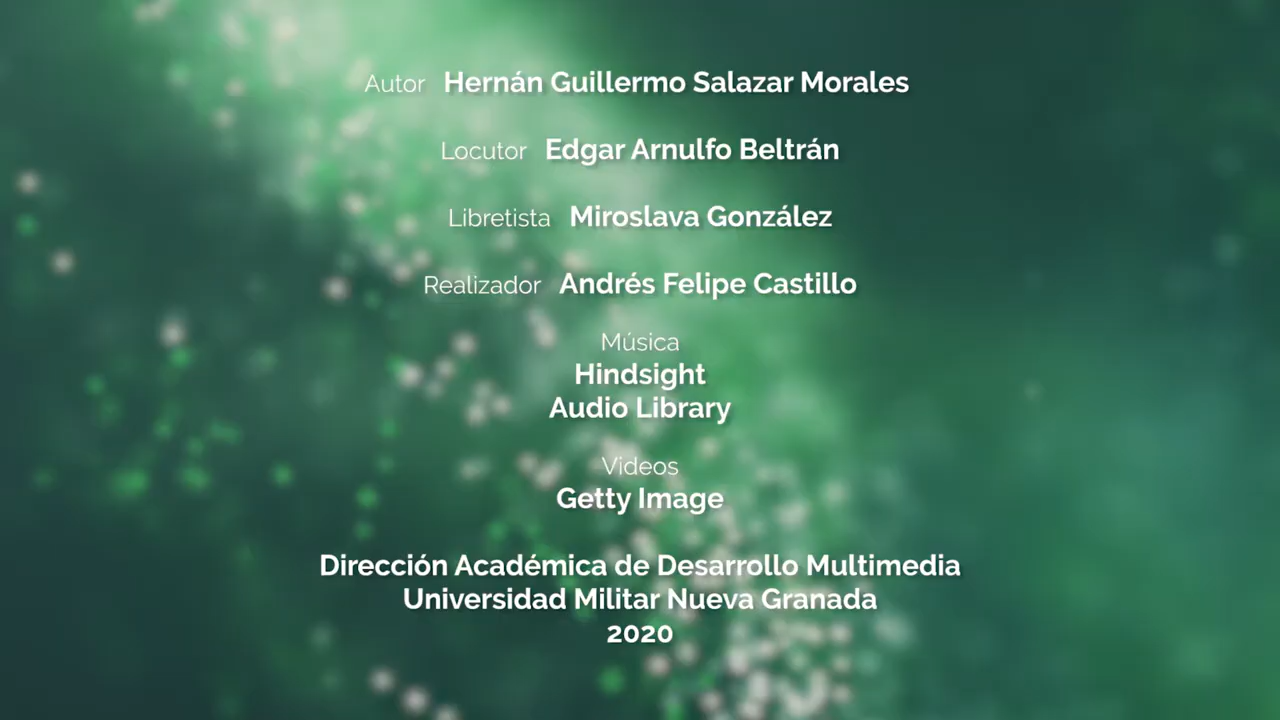 Autor Hernán Guillermo Salazar Morales
Locutor Edgar Arnulfo Beltrán
Libretista Miroslava González
Realizador Andrés Felipe Castillo
Música
Hindsight
Audio Library
Videos
Getty Image
Dirección Académica de Desarrollo Multimedia
Universidad Militar Nueva Granada
2020